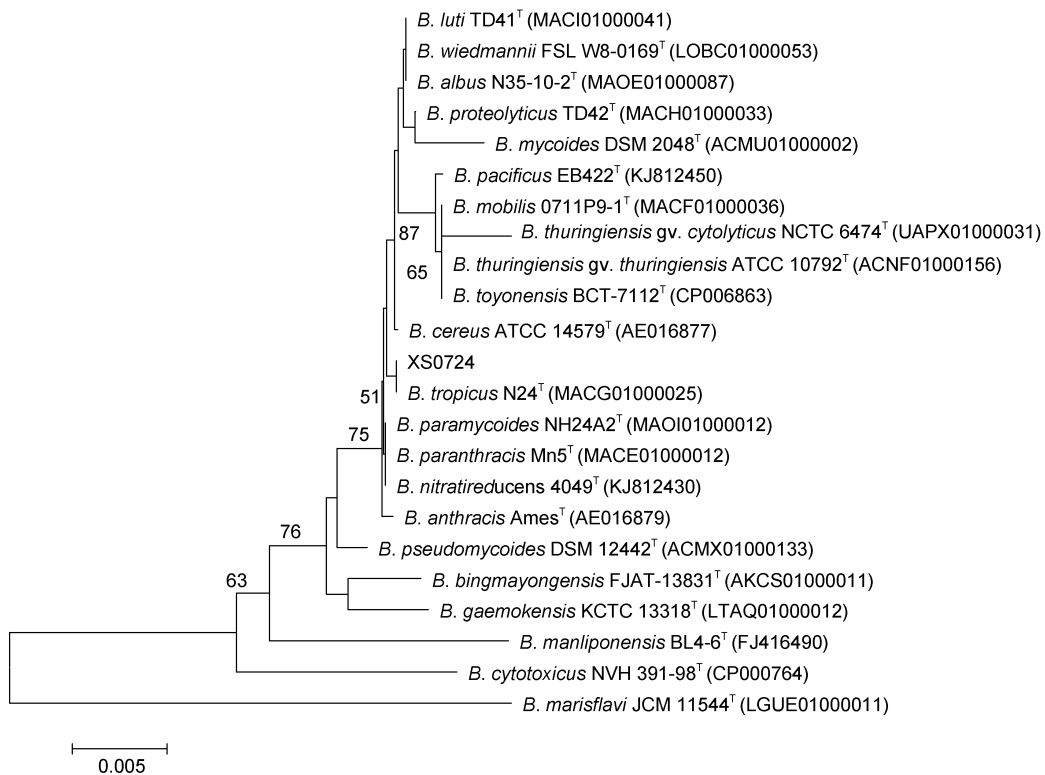 B. luti TD41T (MACI01000041)
B. wiedmannii FSL W8-0169T (LOBC01000053)
B. albus N35-10-2T (MAOE01000087)
B. proteolyticus TD42T (MACH01000033)
B. mycoides DSM 2048T (ACMU01000002)
B. pacificus EB422T (KJ812450)
B. mobilis 0711P9-1T (MACF01000036)
87
B. thuringiensis gv. cytolyticus NCTC 6474T (UAPX01000031)
65
B. thuringiensis gv. thuringiensis ATCC 10792T (ACNF01000156)
B. toyonensis BCT-7112T (CP006863)
B. cereus ATCC 14579T (AE016877)
XS0724
51
B. tropicus N24T (MACG01000025)
B. paramycoides NH24A2T (MAOI01000012)
75
B. paranthracis Mn5T (MACE01000012)
B. nitratireducens 4049T (KJ812430)
B. anthracis AmesT (AE016879)
76
B. pseudomycoides DSM 12442T (ACMX01000133)
63
B. bingmayongensis FJAT-13831T (AKCS01000011)
B. gaemokensis KCTC 13318T (LTAQ01000012)
B. manliponensis BL4-6T (FJ416490)
B. cytotoxicus NVH 391-98T (CP000764)
B. marisflavi JCM 11544T (LGUE01000011)
0.005